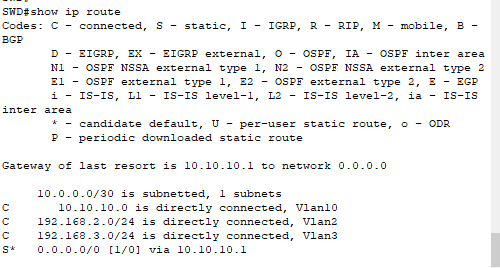 SWD#show ip route
Codes: C - connected, S - static, I - IGRP, R - RIP, M - mobile, B -
BGP
D - EIGRP, EX - EIGRP external, O - OSPF, IA - OSPF inter area
N1 - OSPF NSSA external type 1, N2 - OSPF NSSA external type 2
E1 - OSPF external type 1, E2 - OSPF external type 2, E - EGP
i - IS-IS, L1 - IS-IS level-1, L2 - IS-IS level-2, ia - IS-IS
inter area
* - candidate default, U - per-user static route, o - ODR
P - periodic downloaded static route
Gateway of last resort is 10.10.10.1 to network 0.0.0.0
10.0.0.0/30 is subnetted, 1 subnets
C 10.10.10.0 is directly connected, Vlan10
C 192.168.2.0/24 is directly connected, Vlan2
C 192.168.3.0/24 is directly connected, Vlan3
S* 0.0.0.0/0 [1/0] via 10.10.10.1